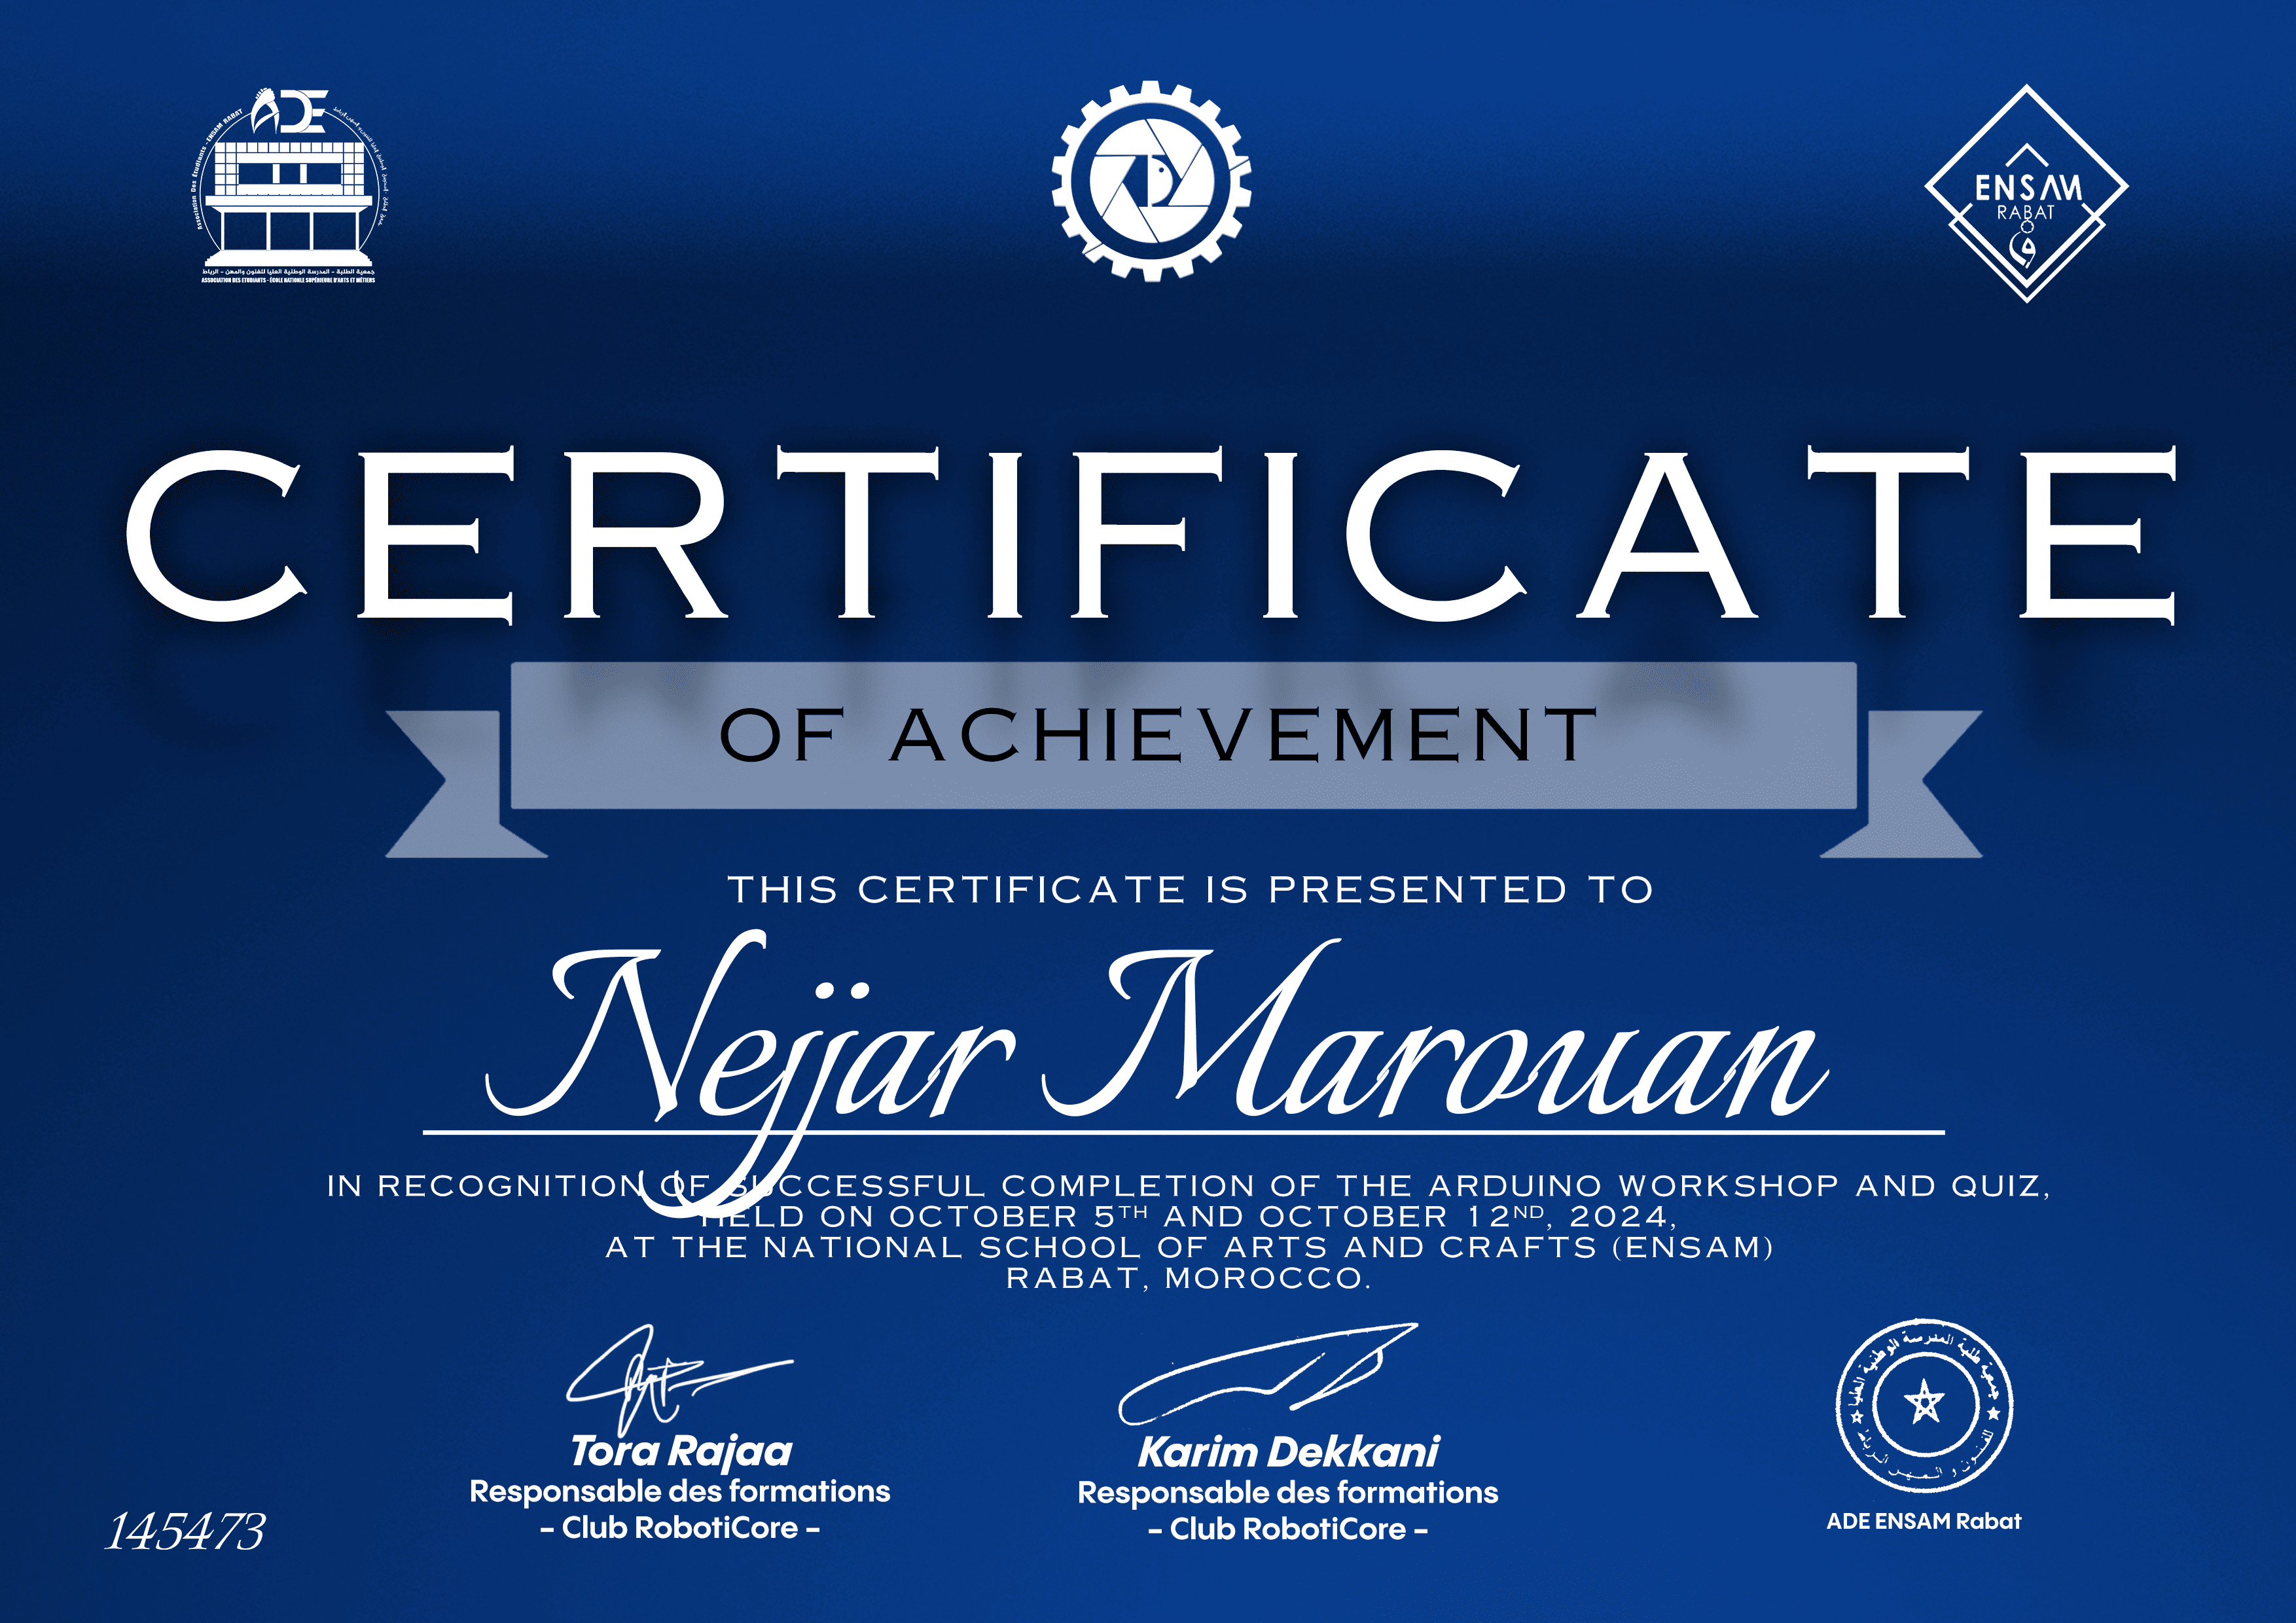 ADE
Association Des Etudiants - ENSAM RABAT
جمعية الطلبة - المدرسة الوطنية العليا للفنون والمهن - الرباط
ASSOCIATION DES ETUDIANTS - ÉCOLE NATIONALE SUPÉRIEURE D'ARTS ET MÉTIERS
ENSAM
RABAT
CERTIFICATE
OF ACHIEVEMENT
THIS CERTIFICATE IS PRESENTED TO
Nejjar Marouan
IN RECOGNITION OF SUCCESSFUL COMPLETION OF THE ARDUINO WORKSHOP AND QUIZ,
HELD ON OCTOBER 5TH AND OCTOBER 12ND, 2024,
AT THE NATIONAL SCHOOL OF ARTS AND CRAFTS (ENSAM)
RABAT, MOROCCO.
Tora Rajaa
Responsable des formations
- Club RobotiCore -
Karim Dekkani
Responsable des formations
- Club RobotiCore -
جمعية طلبة المدرسة الوطنية العليا
للفنون و المهن الرباط
ADE ENSAM Rabat
145473